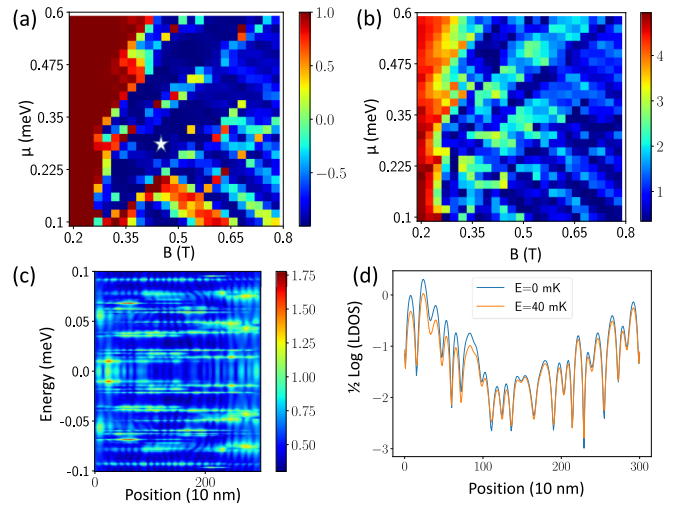 (a)
0.6
0.475
0.35
0.225
0.1
μ (meV)
0.2 0.35 0.5 0.65 0.8
B (T)
1.0
0.5
0.0
−0.5
(b)
0.6
0.475
0.35
0.225
0.1
μ (meV)
0.2 0.35 0.5 0.65 0.8
B (T)
4
3
2
1
(c)
0.1
0.05
0.0
-0.05
-0.1
Energy (meV)
0 200
Position (10 nm)
1.75
1.50
1.25
1.00
0.75
0.50
(d)
0
−1
−2
−3
½ Log (LDOS)
E=0 mK
E=40 mK
0 100 200 300
Position (10 nm)